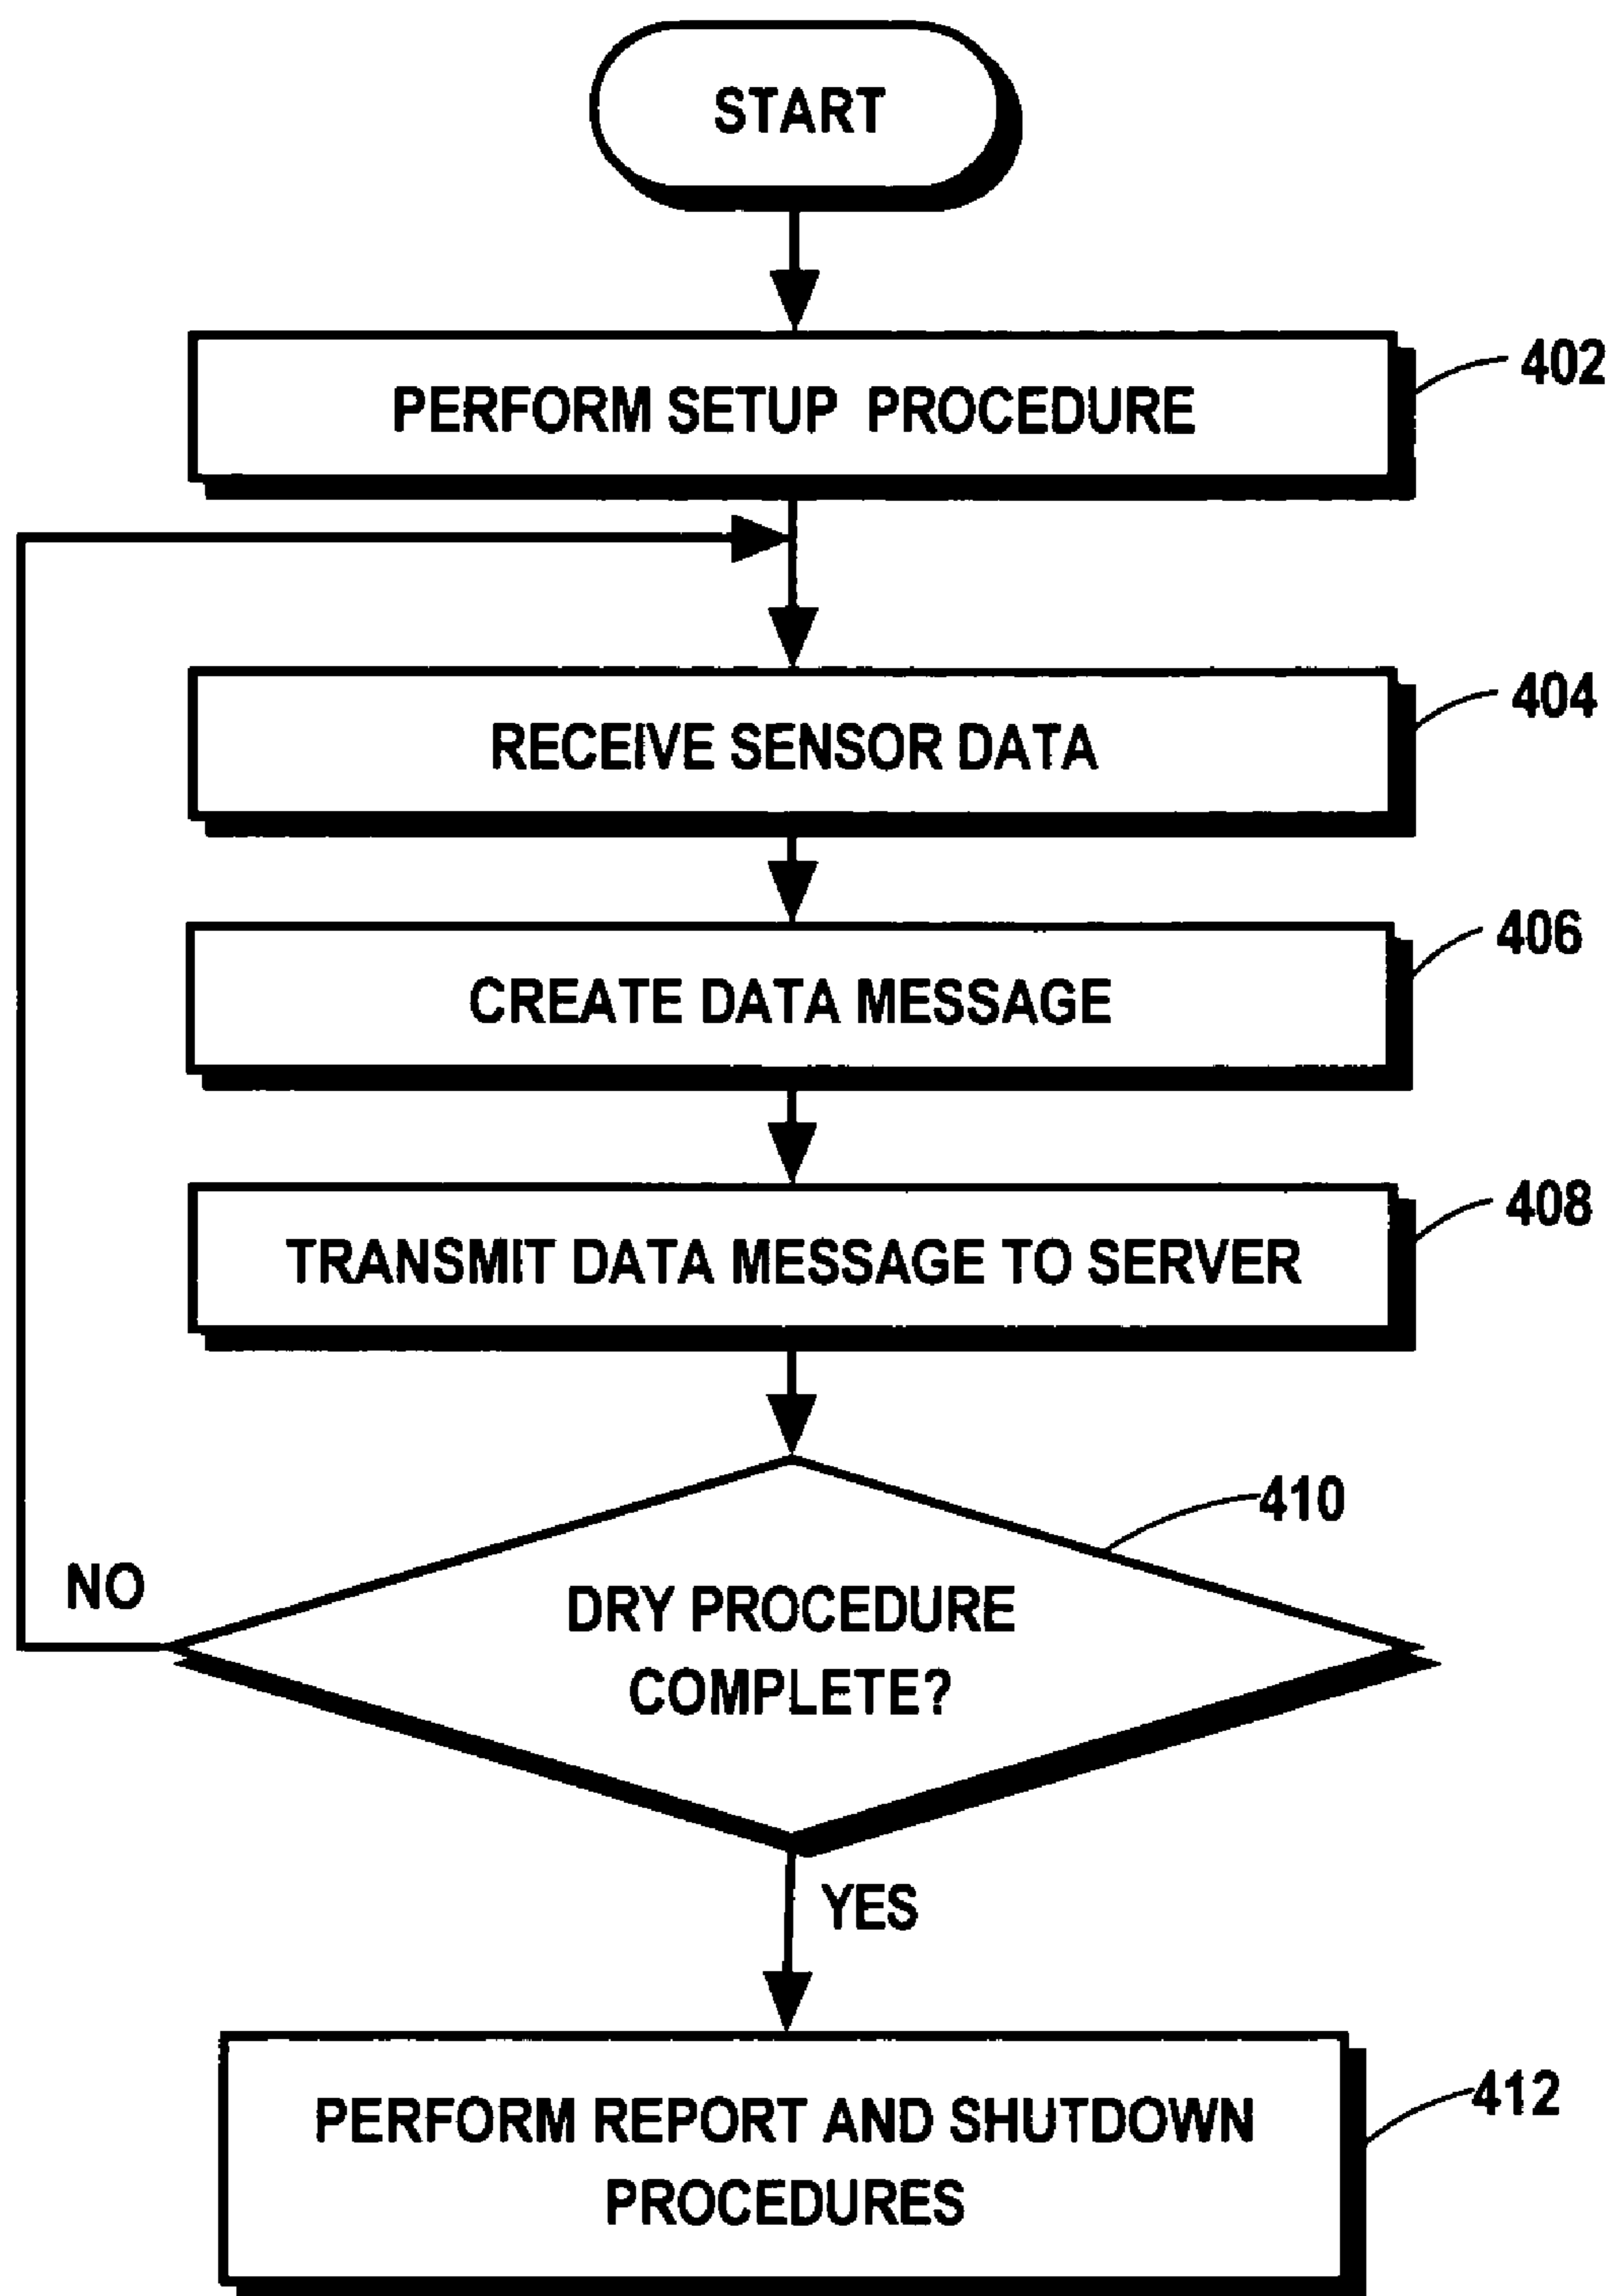 START
PERFORM SETUP PROCEDURE
402
RECEIVE SENSOR DATA
404
CREATE DATA MESSAGE
406
TRANSMIT DATA MESSAGE TO SERVER
408
410
NO
DRY PROCEDURE
COMPLETE?
YES
PERFORM REPORT AND SHUTDOWN
PROCEDURES
412